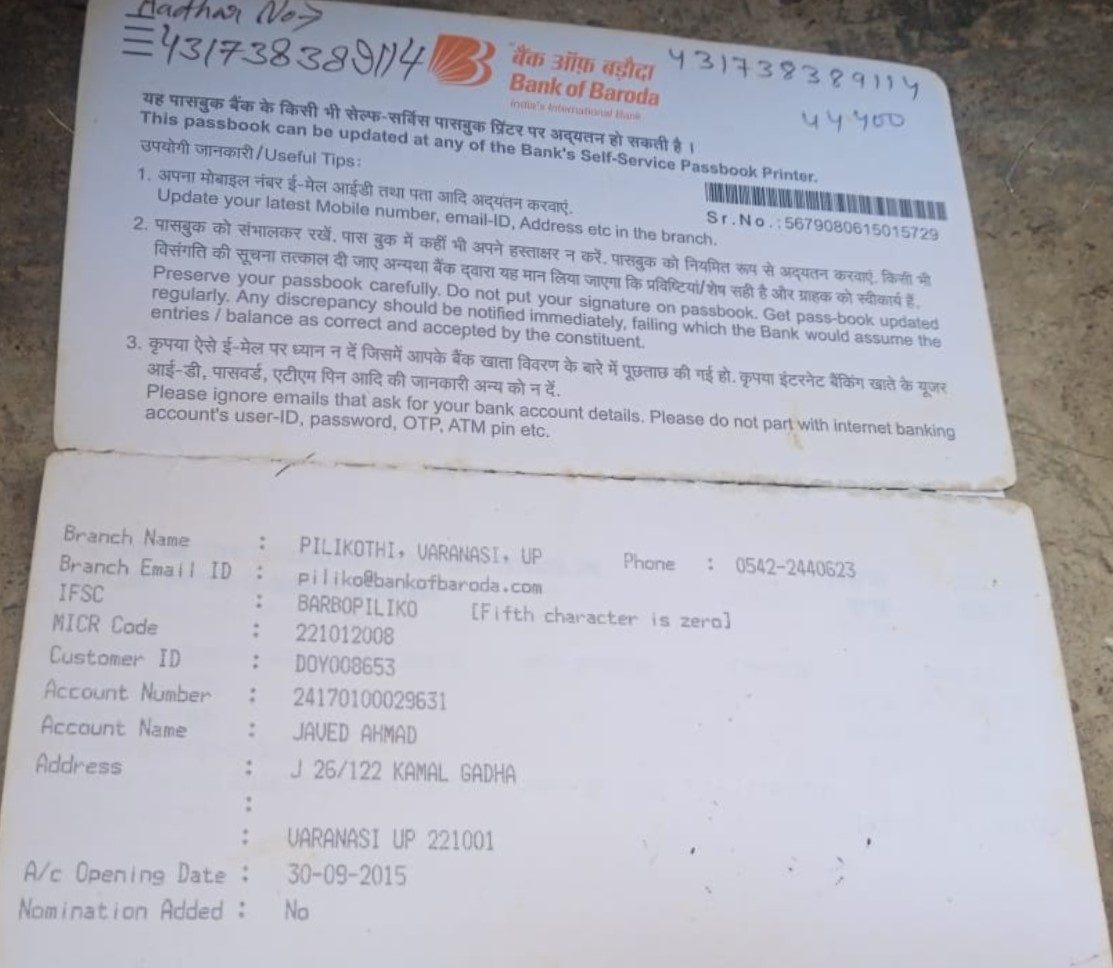 Aadhar No→
431738389114
बैंक ऑफ़ बड़ौदा
Bank of Baroda
India's International Bank
431738389114
44400
यह पासबुक बैंक के किसी भी सेल्फ-सर्विस पासबुक प्रिंटर पर अद्यतन हो सकती है ।
This passbook can be updated at any of the Bank's Self-Service Passbook Printer.
उपयोगी जानकारी/Useful Tips:
1. अपना मोबाइल नंबर ई-मेल आईडी तथा पता आदि अद्यंतन करवाएं.
Update your latest Mobile number, email-ID, Address etc in the branch.
Sr.No.:5679080615015729
2. पासबुक को संभालकर रखें. पास बुक में कहीं भी अपने हस्ताक्षर न करें. पासबुक को नियमित रूप से अद्यतन करवाएं. किसी भी
विसंगति की सूचना तत्काल दी जाए अन्यथा बैंक द्वारा यह मान लिया जाएगा कि प्रविष्टियां/शेष सही है और ग्राहक को स्वीकार्य हैं.
Preserve your passbook carefully. Do not put your signature on passbook. Get pass-book updated
regularly. Any discrepancy should be notified immediately, failing which the Bank would assume the
entries / balance as correct and accepted by the constituent.
3. कृपया ऐसे ई-मेल पर ध्यान न दें जिसमें आपके बैंक खाता विवरण के बारे में पूछताछ की गई हो. कृपया इंटरनेट बैंकिंग खाते के यूजर
आई-डी, पासवर्ड, एटीएम पिन आदि की जानकारी अन्य को न दें.
Please ignore emails that ask for your bank account details. Please do not part with internet banking
account's user-ID, password, OTP, ATM pin etc.
Branch Name : PILIKOTHI, VARANASI, UP Phone : 0542-2440623
Branch Email ID : piliko@bankofbaroda.com
IFSC : BARB0PILIKO [Fifth character is zero]
MICR Code : 221012008
Customer ID : DOY008653
Account Number : 24170100029631
Account Name : JAVED AHMAD
Address : J 26/122 KAMAL GADHA
:
: VARANASI UP 221001
A/c Opening Date : 30-09-2015
Nomination Added : No